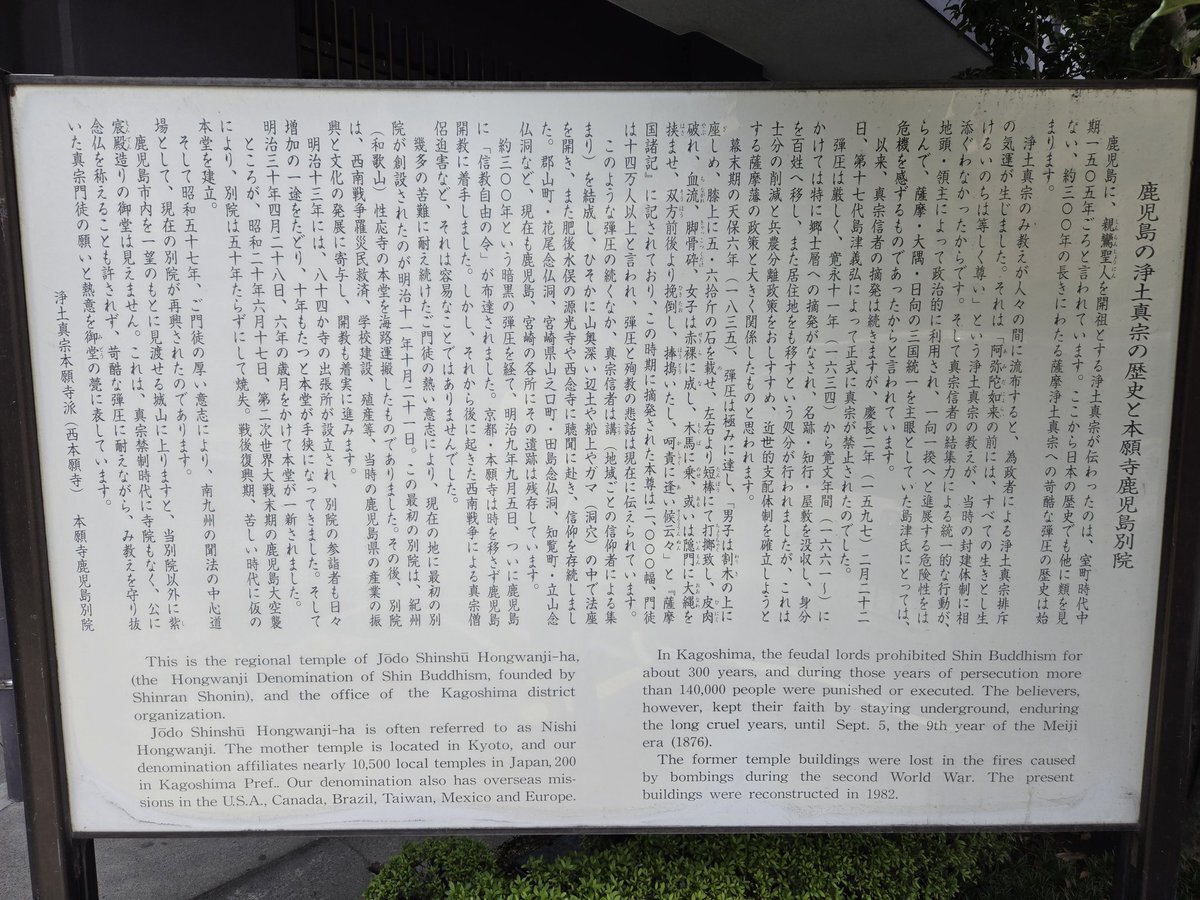 鹿児島の浄土真宗の歴史と本願寺鹿児島別院
鹿児島に、親鸞聖人を開祖とする浄土真宗が伝わったのは、室町時代中
期一五〇五年ごろと言われています。ここから日本の歴史でも他に類を見
ない、約三〇〇年の長きにわたる薩摩浄土真宗への苛酷な弾圧の歴史は始
まります。
浄土真宗のみ教えが人々の間に流布すると、為政者による浄土真宗排斥
の気運が生じました。それは「阿弥陀如来の前には、すべての生きとし生
けるいのちは等しく尊い」という浄土真宗の教えが、当時の封建体制に相
添ぐわなかったからです。そして真宗信者の結集力による統一的な行動が、
地頭・領主によって政治的に利用され、一向一揆へと進展する危険性をは
らんで、薩摩・大隅・日向の三国統一を主眼としていた島津氏にとっては、
危機を感ずるものであったからと言われています。
以来、真宗信者の摘発は続きますが、慶長二年（一五九七）二月二十二
日、第十七代島津義弘によって正式に真宗が禁止されたのでした。
弾圧は厳しく、寛永十一年（一六三四）から寛文年間（一六六一～）に
かけては特に郷士層への摘発がなされ、名跡・知行・屋敷を没収し、身分
を百姓へ移し、また居住地をも移すという処分が行われましたが、これは
士分の削減と兵農分離政策をおしすすめ、近世的支配体制を確立しようと
する薩摩藩の政策と大きく関係したものと思われます。
幕末期の天保六年（一八三五）、弾圧は極みに達し、「男子は割木の上に
座しめ、膝上に五・六拾斤の石を載せ、左右より短棒にて打擲致し、皮肉
破れ、血流、脚骨砕、女子は赤裸に成し、木馬に乗、或いは陰門に大縄を
挟ませ、双方前後より挽倒し、捧搗いたし、呵責に逢い候云々」と『薩摩
国諸記』に記されており、この時期に摘発された本尊は二、〇〇〇幅、門徒
は十四万人以上と言われ、弾圧と殉教の悲話は現在に伝えられています。
このような弾圧の続くなか、真宗信者は講（地域ごとの信仰者による集
まり）を結成し、ひそかに山奥深い辺土や船上やガマ（洞穴）の中で法座
を開き、また肥後水俣の源光寺や西念寺に聴聞に赴き、信仰を存続しまし
た。郡山町・花尾念仏洞、宮崎県山之口町・田島念仏洞、知覧町・立山念
仏洞など、現在も鹿児島、宮崎の各所にその遺跡は残存しています。
約三〇〇年という暗黒の弾圧を経て、明治九年九月五日、ついに鹿児島
に「信教自由の令」が布達されました。京都・本願寺は時を移さず鹿児島
開教に着手しました。しかし、それから後に起きた西南戦争による真宗僧
侶迫害など、それは容易なことではありませんでした。
幾多の苦難に耐え続けたご門徒の熱い意志により、現在の地に最初の別
院が創設されたのが明治十一年十月二十一日。この最初の別院は、紀州
（和歌山）性応寺の本堂を海路運搬したものでありました。その後、別院
は、西南戦争罹災民救済、学校建設、殖産等、当時の鹿児島県の産業の振
興と文化の発展に寄与し、開教も着実に進みます。
明治十三年には、八十四か寺の出張所が設立され、別院の参詣者も日々
増加の一途をたどり、十年もたつと本堂が手狭になってきました。そして
明治三十年四月二十八日、六年の歳月をかけて本堂が一新されました。
ところが、昭和二十年六月十七日、第二次世界大戦末期の鹿児島大空襲
により、別院は五十年たらずにして焼失。戦後復興期、苦しい時代に仮の
本堂を建立。
そして昭和五十七年、ご門徒の厚い意志により、南九州の聞法の中心道
場として、現在の別院が再興されたのであります。
鹿児島市内を一望のもとに見渡せる城山に上りますと、当別院以外に紫
宸殿造りの御堂は見えません。これは、真宗禁制時代に寺院もなく、公に
念仏を称えることも許されず、苛酷な弾圧に耐えながら、み教えを守り抜
いた真宗門徒の願いと熱意を御堂の甍に表しています。
浄土真宗本願寺派（西本願寺）　本願寺鹿児島別院
This is the regional temple of Jōdo Shinshū Hongwanji-ha,
(the Hongwanji Denomination of Shin Buddhism, founded by
Shinran Shonin), and the office of the Kagoshima district
organization.
Jōdo Shinshū Hongwanji-ha is often referred to as Nishi
Hongwanji. The mother temple is located in Kyoto, and our
denomination affiliates nearly 10,500 local temples in Japan, 200
in Kagoshima Pref.. Our denomination also has overseas mis-
sions in the U.S.A., Canada, Brazil, Taiwan, Mexico and Europe.
In Kagoshima, the feudal lords prohibited Shin Buddhism for
about 300 years, and during those years of persecution more
than 140,000 people were punished or executed. The believers,
however, kept their faith by staying underground, enduring
the long cruel years, until Sept. 5, the 9th year of the Meiji
era (1876).
The former temple buildings were lost in the fires caused
by bombings during the second World War. The present
buildings were reconstructed in 1982.